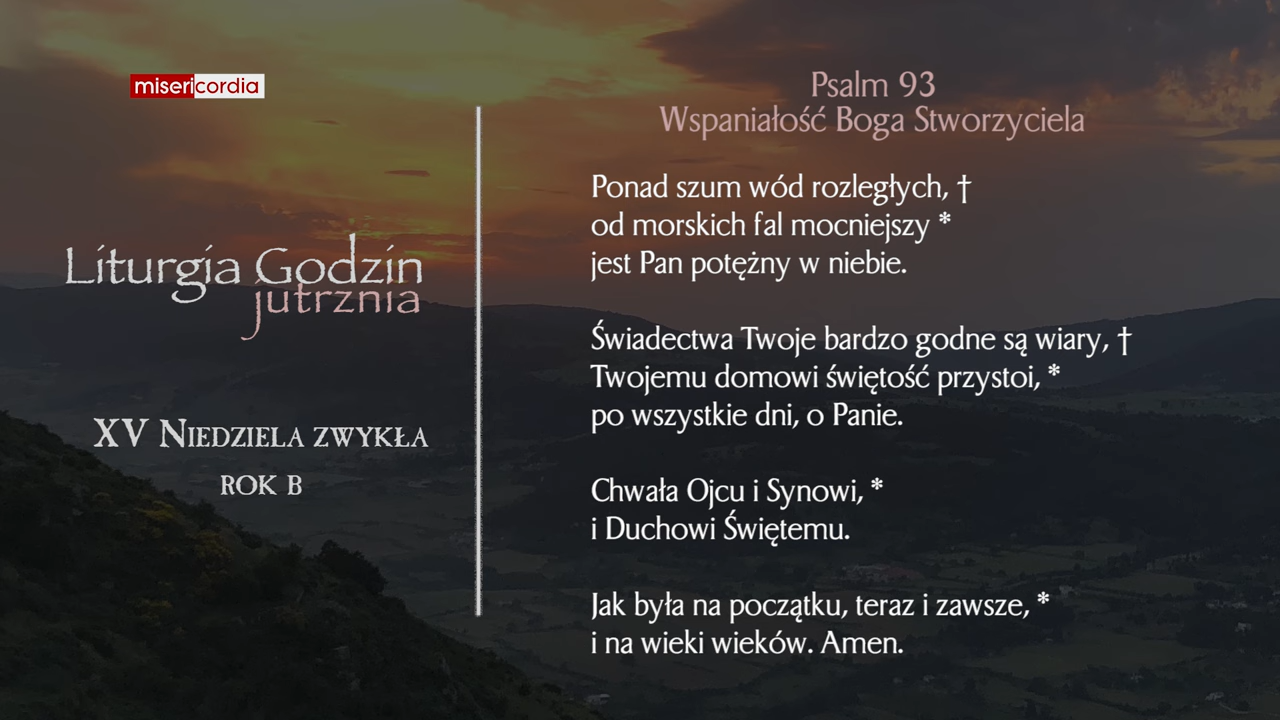 misericordia
Liturgia Godzin
jutrznia
XV Niedziela zwykła
rok B
Psalm 93
Wspaniałość Boga Stworzyciela
Ponad szum wód rozległych, †
od morskich fal mocniejszy *
jest Pan potężny w niebie.
Świadectwa Twoje bardzo godne są wiary, †
Twojemu domowi świętość przystoi, *
po wszystkie dni, o Panie.
Chwała Ojcu i Synowi, *
i Duchowi Świętemu.
Jak była na początku, teraz i zawsze, *
i na wieki wieków. Amen.